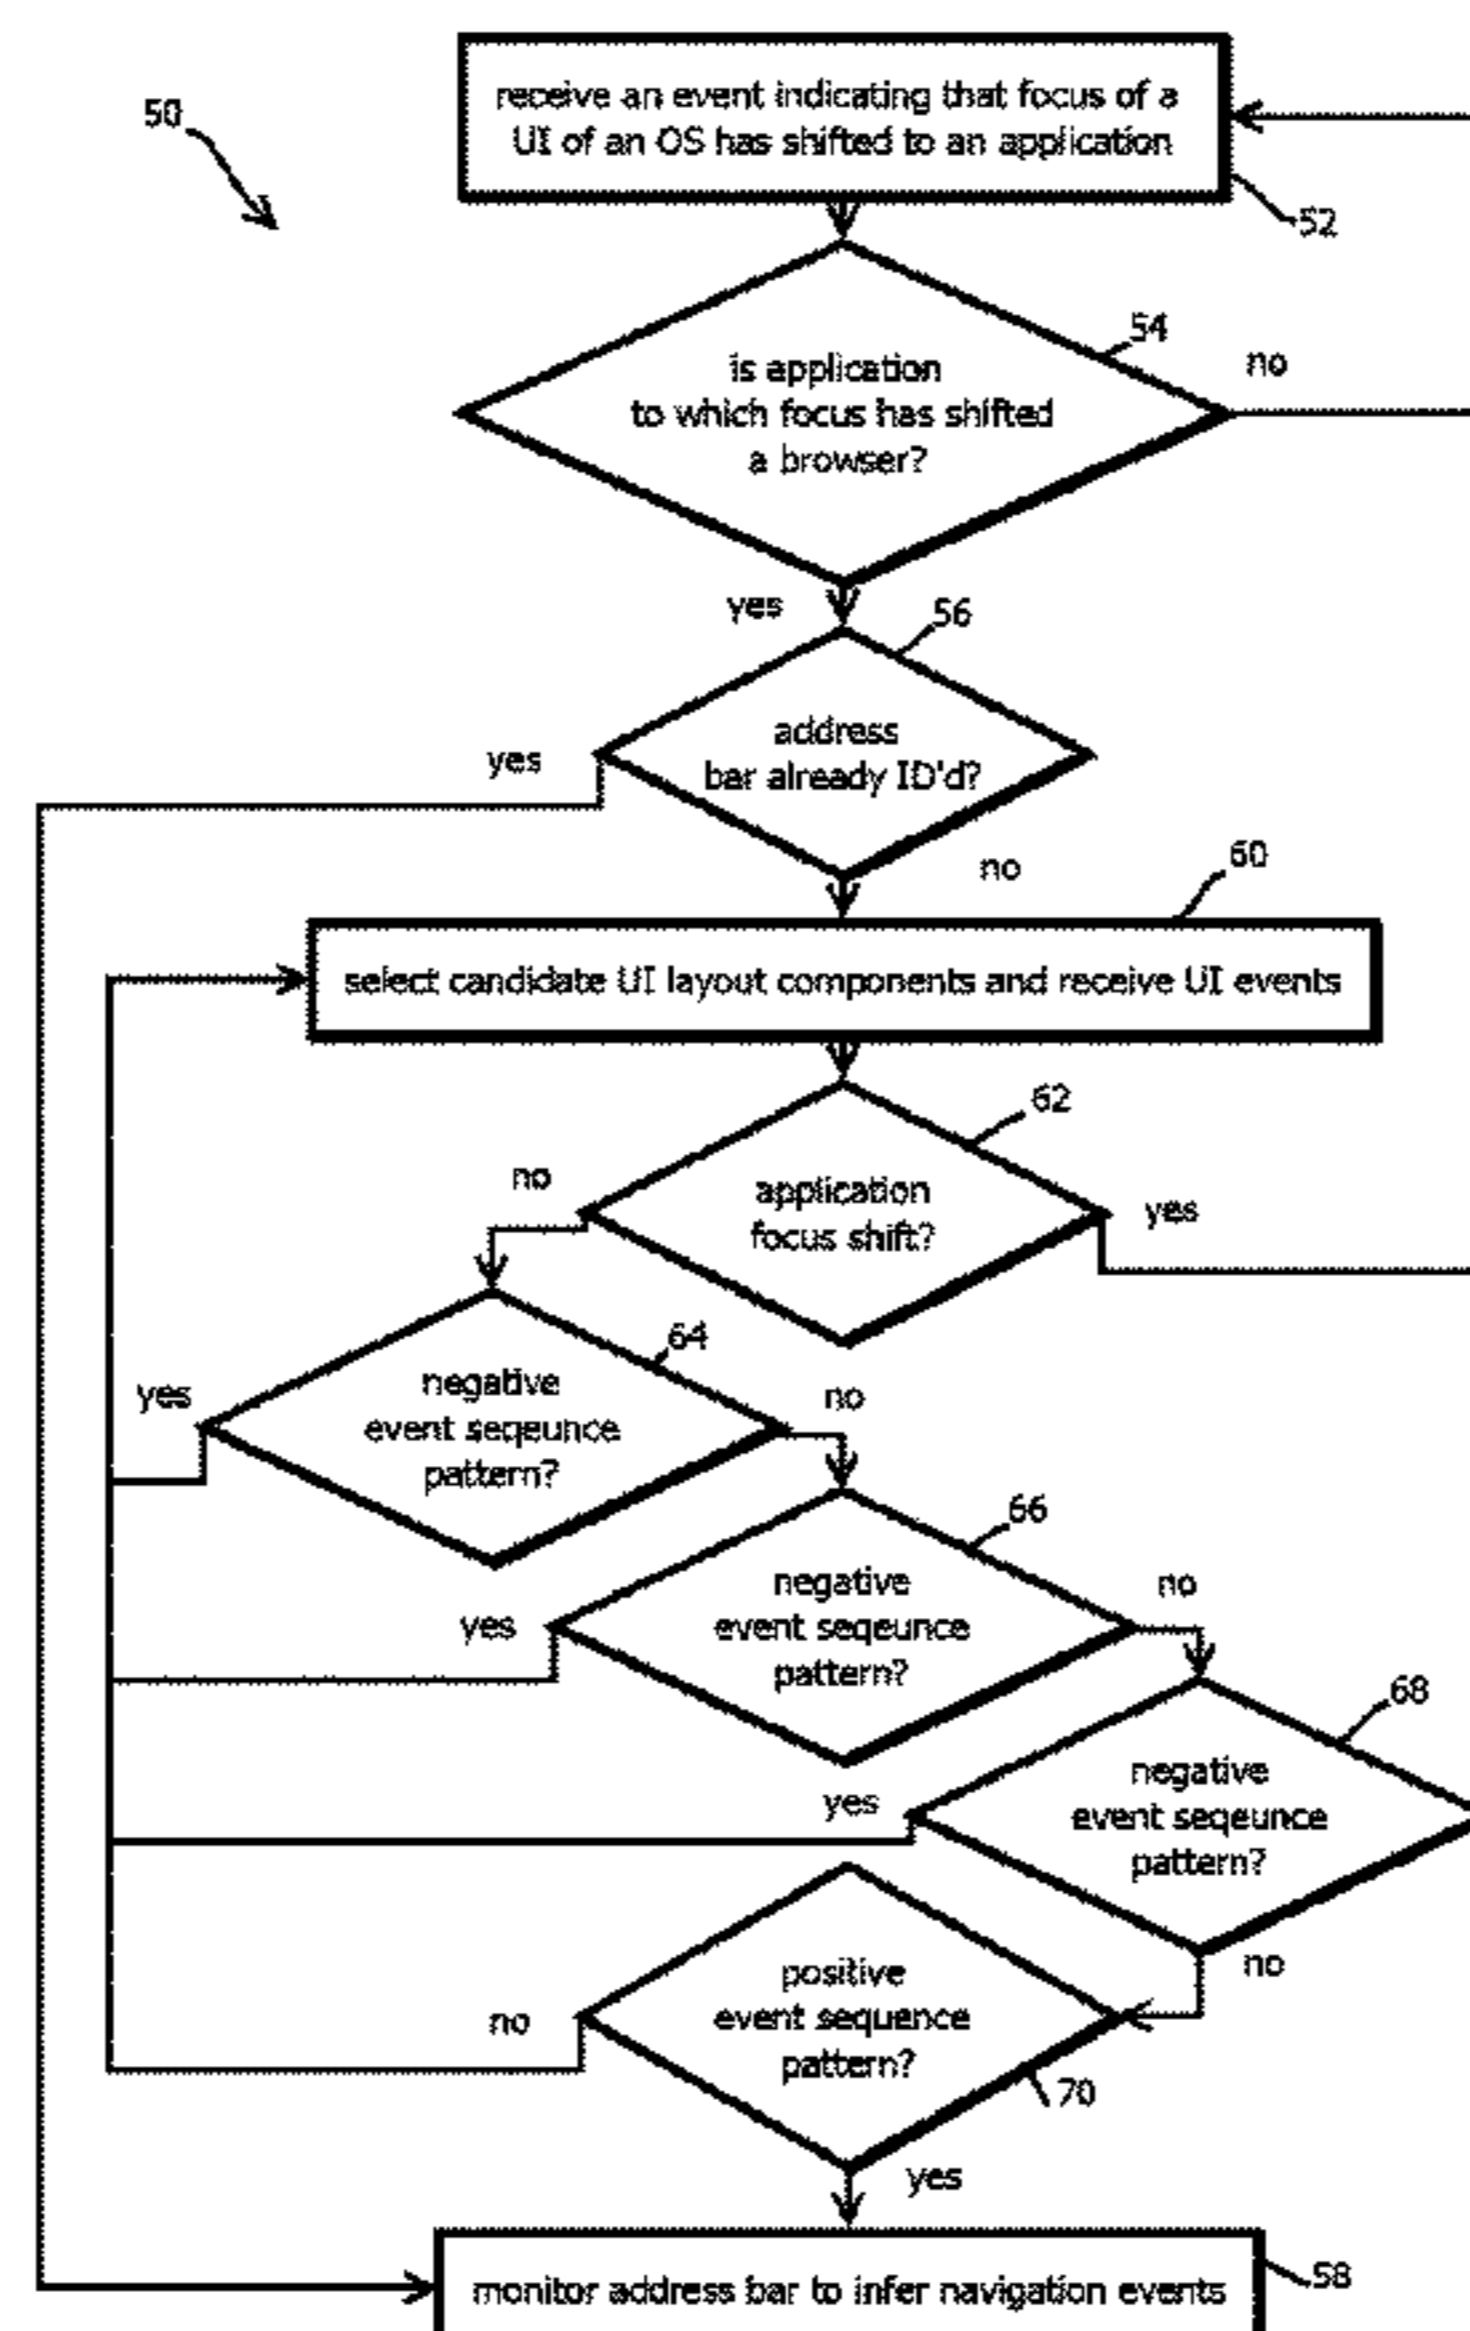 50
receive an event indicating that focus of a
UI of an OS has shifted to an application
52
54
is application
to which focus has shifted
a browser?
no
yes
56
address
bar already ID'd?
yes
no
60
select candidate UI layout components and receive UI events
62
application
focus shift?
no
yes
64
negative
event seqeunce
pattern?
yes
no
66
negative
event seqeunce
pattern?
yes
no
68
negative
event seqeunce
pattern?
yes
no
positive
event sequence
pattern?
no
70
yes
monitor address bar to infer navigation events
58